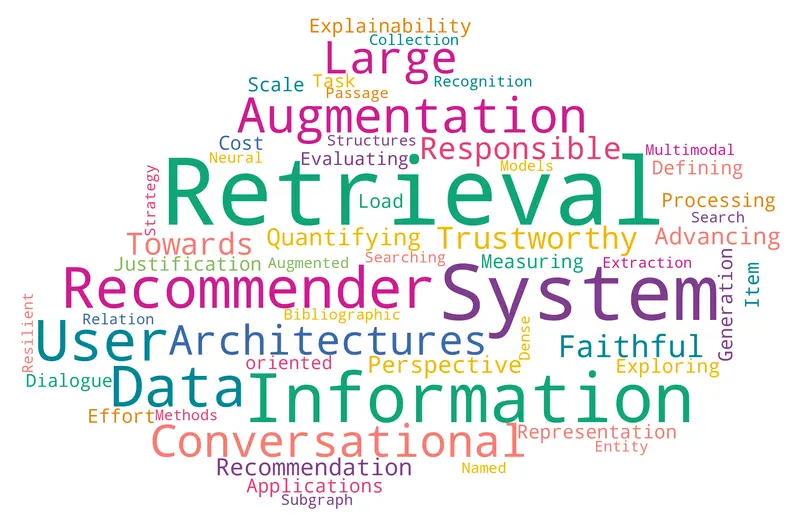 Explainability
Collection
Large
Scale
Task
Recognition
Passage
Augmentation
Cost
Structures
Responsible
Multimodal
Neural
Evaluating
Models
Defining
Retrieval
Strategy
Load
Processing
Search
Towards
Quantifying
Trustworthy
Advancing
Justification
Augmented
Searching
Measuring
Extraction
Recommender
System
Generation
Item
Resilient
Relation
Bibliographic
User
Architectures
Dense
Faithful
oriented
Perspective
Exploring
Dialogue
Data
Information
Effort
Methods
Conversational
Representation
Entity
Recommendation
Named
Applications
Subgraph